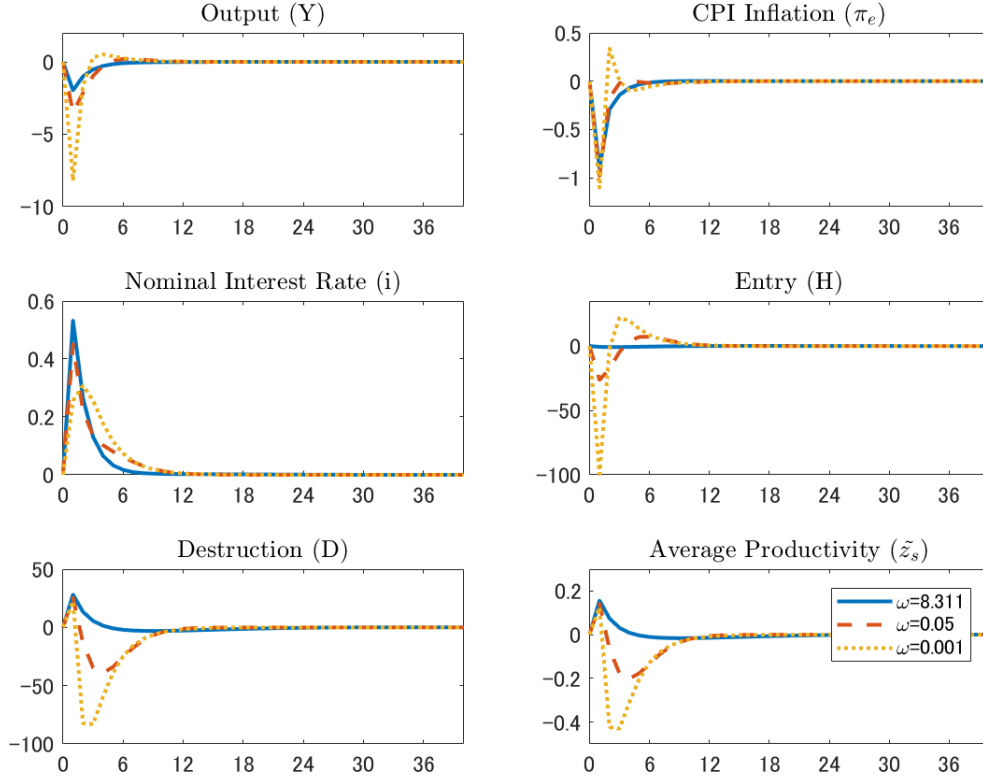 Output (Y)
0
−5
−10
0 6 12 18 24 30 36
CPI Inflation (π_e)
0.5
0
−0.5
−1
0 6 12 18 24 30 36
Nominal Interest Rate (i)
0.6
0.4
0.2
0
0 6 12 18 24 30 36
Entry (H)
0
−50
−100
0 6 12 18 24 30 36
Destruction (D)
50
0
−50
−100
0 6 12 18 24 30 36
Average Productivity (z̃_s)
0.2
0
−0.2
−0.4
0 6 12 18 24 30 36
ω=8.311
ω=0.05
ω=0.001